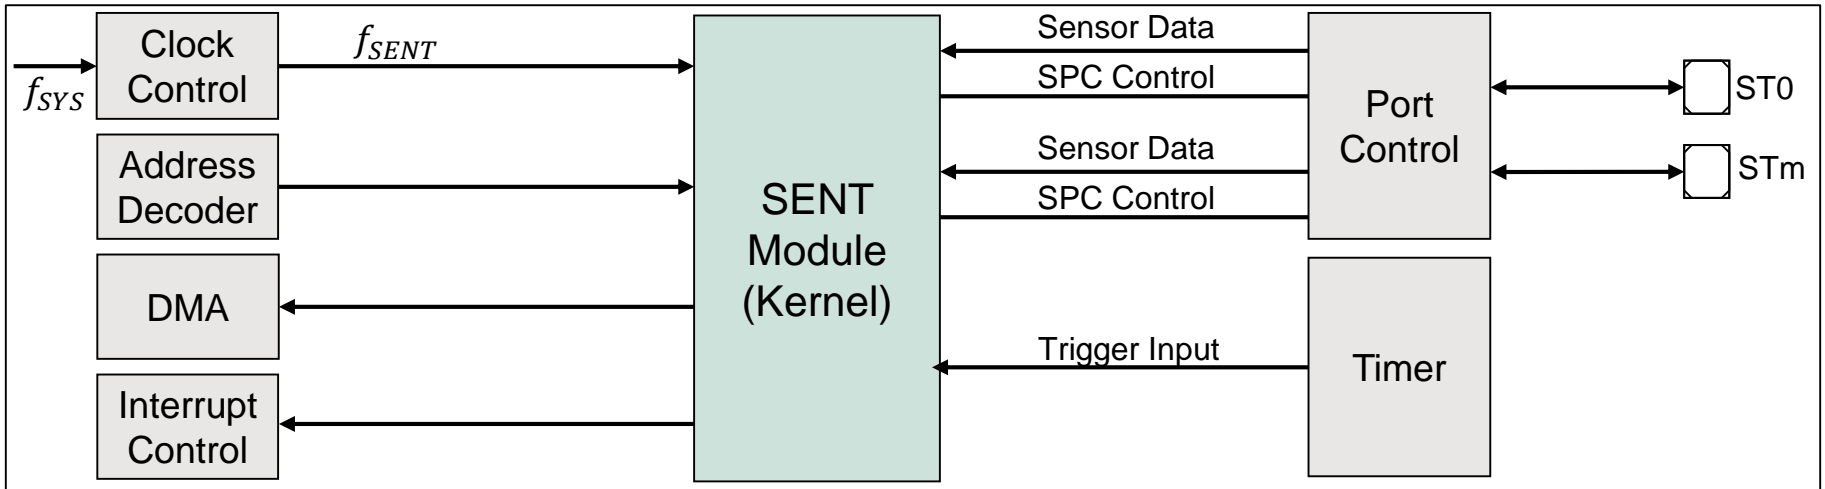 f_SYS
Clock
Control
f_SENT
Address
Decoder
DMA
Interrupt
Control
SENT
Module
(Kernel)
Sensor Data
SPC Control
Sensor Data
SPC Control
Trigger Input
Port
Control
Timer
ST0
STm